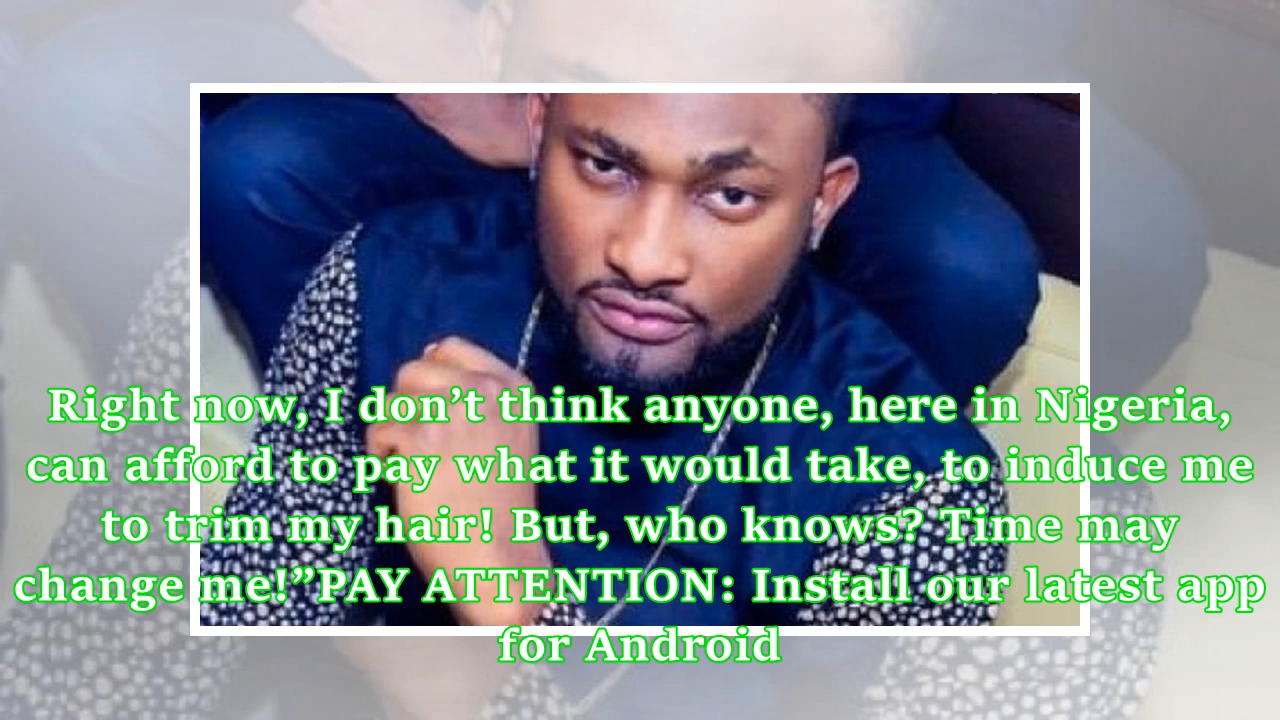 Right now, I don’t think anyone, here in Nigeria,
can afford to pay what it would take, to induce me
to trim my hair! But, who knows? Time may
change me!”PAY ATTENTION: Install our latest app
for Android